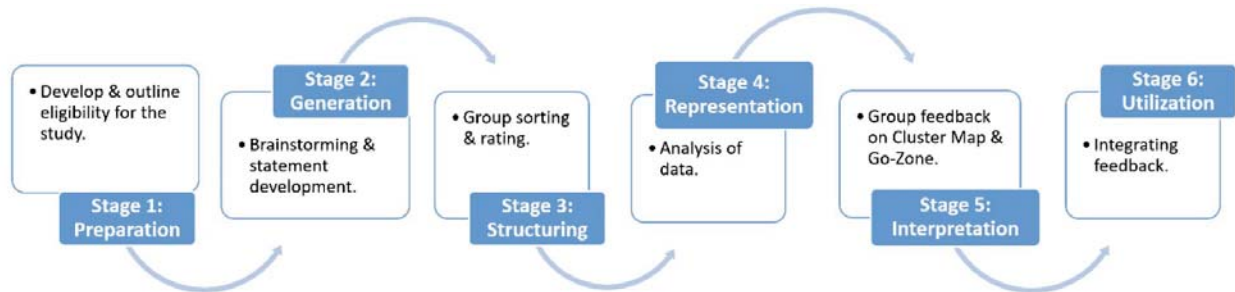 Stage 1:
Preparation
• Develop & outline
eligibility for the
study.
Stage 2:
Generation
• Brainstorming &
statement
development.
Stage 3:
Structuring
• Group sorting
& rating.
Stage 4:
Representation
• Analysis of
data.
Stage 5:
Interpretation
• Group feedback
on Cluster Map &
Go-Zone.
Stage 6:
Utilization
• Integrating
feedback.